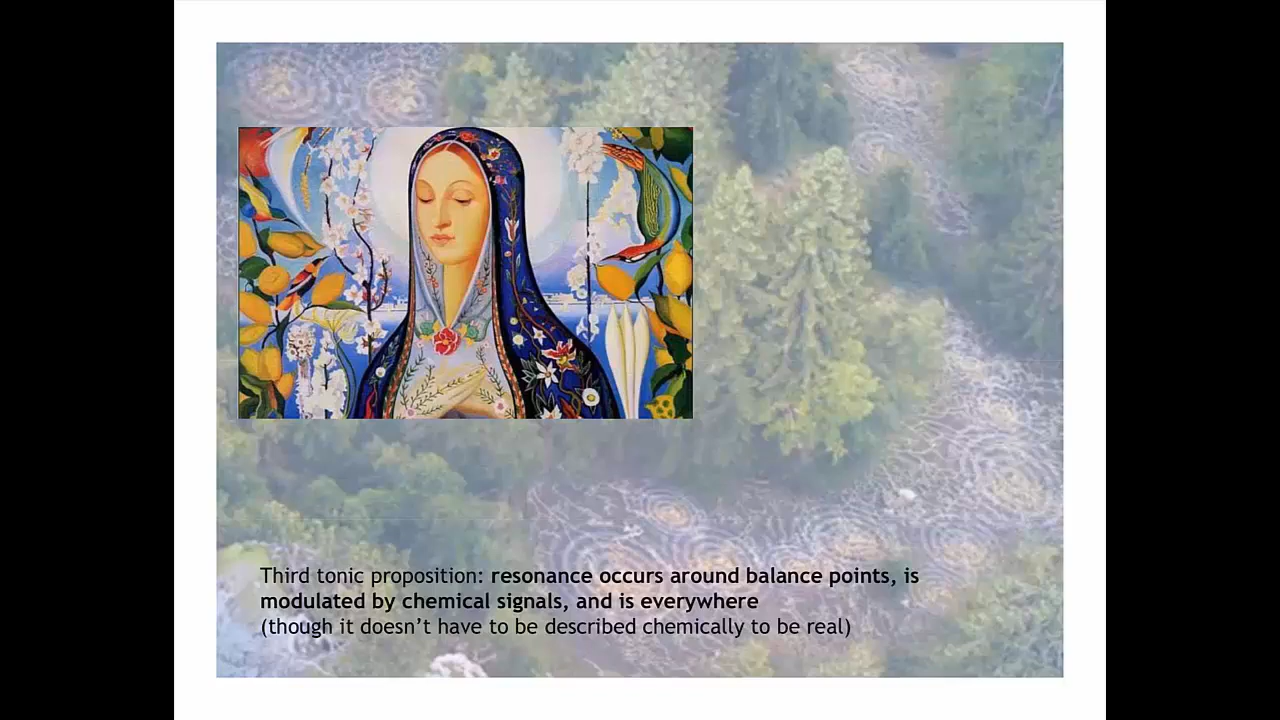 Third tonic proposition: resonance occurs around balance points, is
modulated by chemical signals, and is everywhere
(though it doesn’t have to be described chemically to be real)